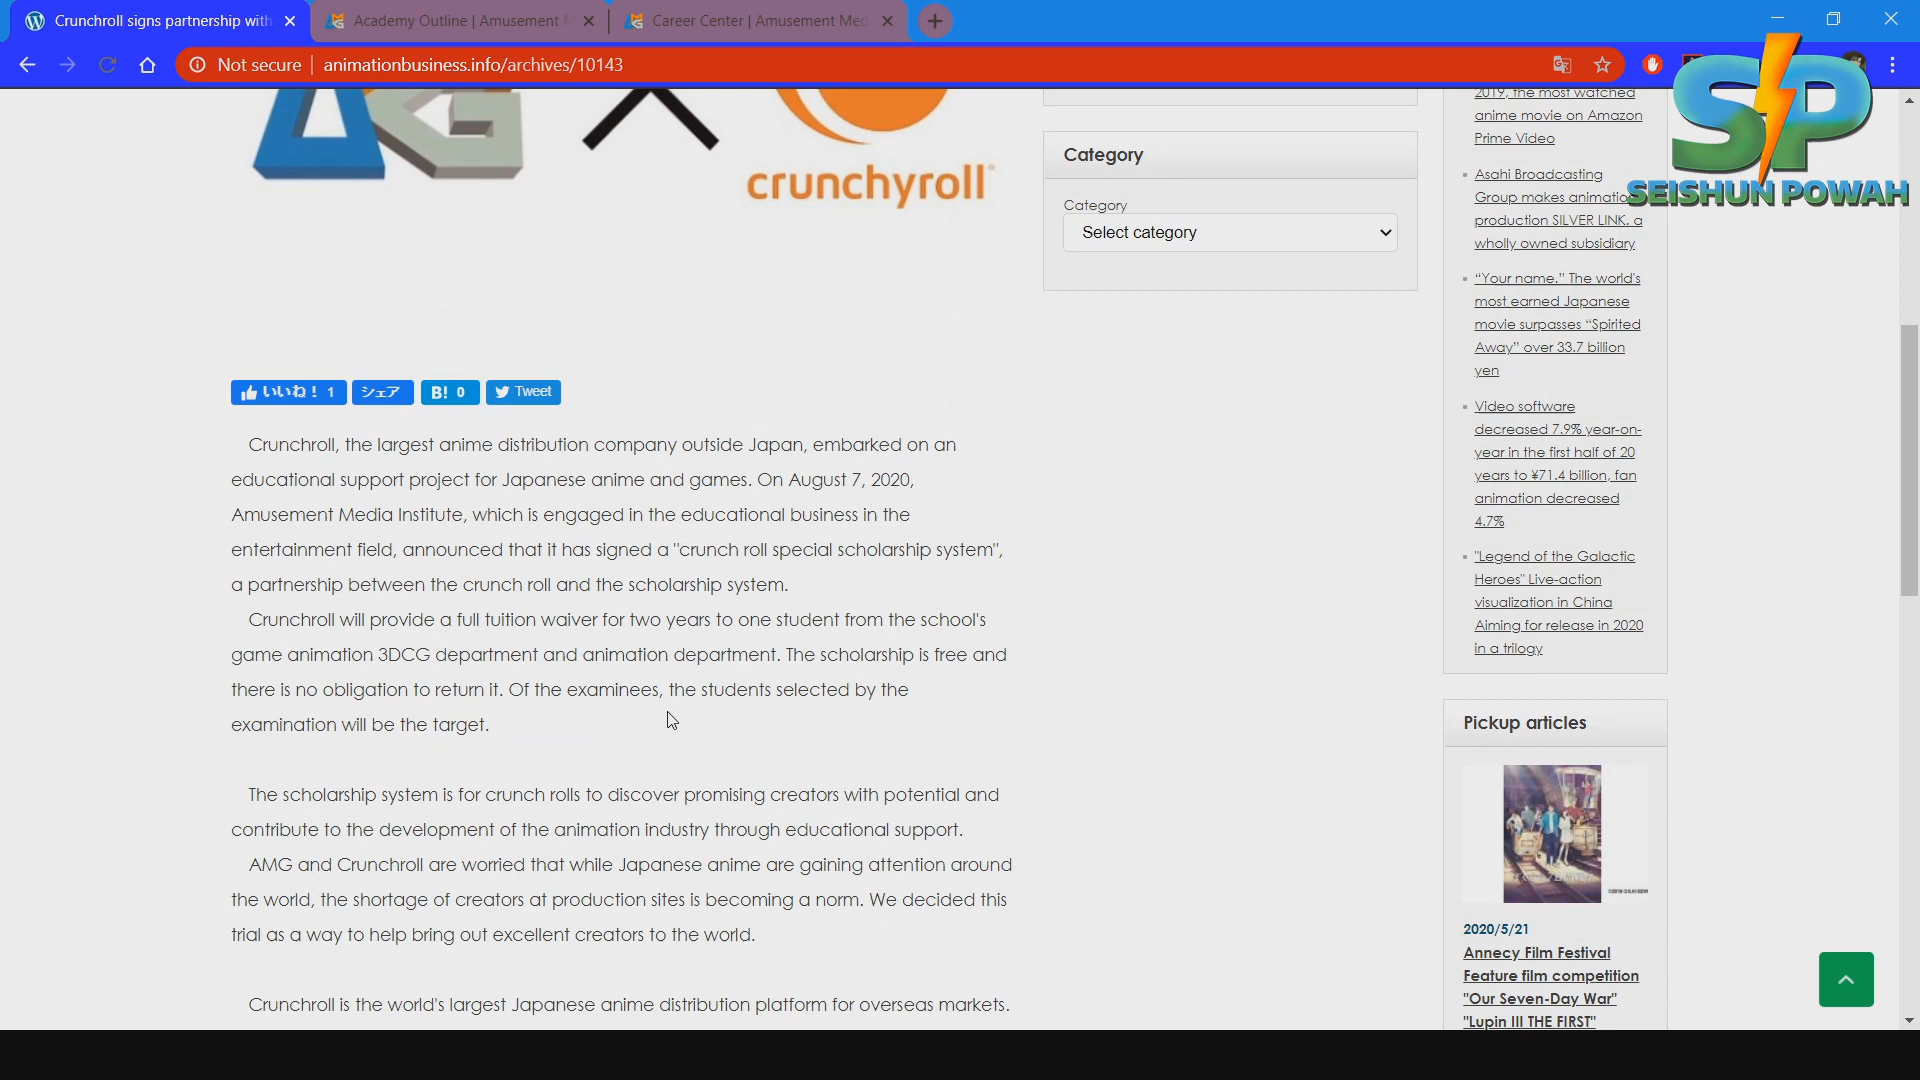 Crunchroll signs partnership with
Academy Outline | Amusement M
Career Center | Amusement Med
Not secure
animationbusiness.info/archives/10143
SP
SEISHUN POWAH
AG
crunchyroll
いいね！ 1
シェア
B! 0
Tweet
Crunchroll, the largest anime distribution company outside Japan, embarked on an
educational support project for Japanese anime and games. On August 7, 2020,
Amusement Media Institute, which is engaged in the educational business in the
entertainment field, announced that it has signed a "crunch roll special scholarship system",
a partnership between the crunch roll and the scholarship system.
Crunchroll will provide a full tuition waiver for two years to one student from the school's
game animation 3DCG department and animation department. The scholarship is free and
there is no obligation to return it. Of the examinees, the students selected by the
examination will be the target.
The scholarship system is for crunch rolls to discover promising creators with potential and
contribute to the development of the animation industry through educational support.
AMG and Crunchroll are worried that while Japanese anime are gaining attention around
the world, the shortage of creators at production sites is becoming a norm. We decided this
trial as a way to help bring out excellent creators to the world.
Crunchroll is the world's largest Japanese anime distribution platform for overseas markets.
Category
Category
Select category
2019, the most watched
anime movie on Amazon
Prime Video
Asahi Broadcasting
Group makes animation
production SILVER LINK. a
wholly owned subsidiary
“Your name.” The world's
most earned Japanese
movie surpasses “Spirited
Away” over 33.7 billion
yen
Video software
decreased 7.9% year-on-
year in the first half of 20
years to ¥71.4 billion, fan
animation decreased
4.7%
"Legend of the Galactic
Heroes" Live-action
visualization in China
Aiming for release in 2020
in a trilogy
Pickup articles
2020/5/21
Annecy Film Festival
Feature film competition
"Our Seven-Day War"
"Lupin III THE FIRST"